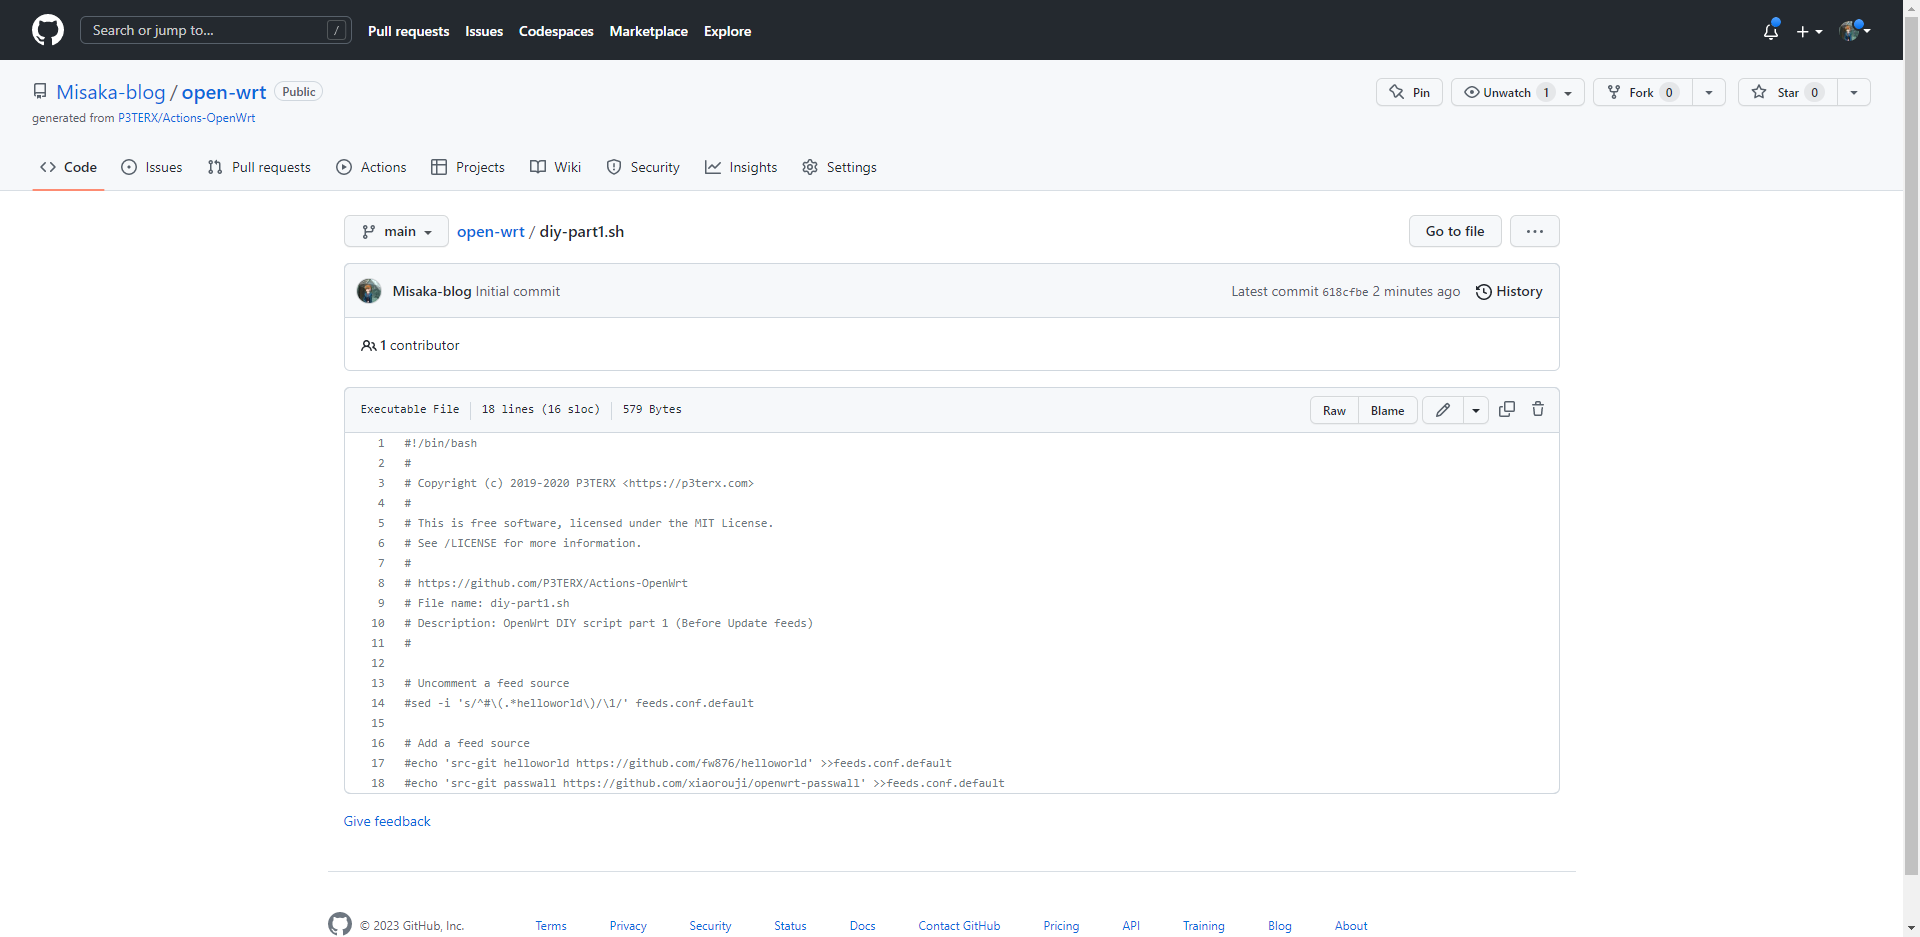 Search or jump to... /
Pull requests Issues Codespaces Marketplace Explore
Misaka-blog / open-wrt Public
Pin Unwatch 1 Fork 0 Star 0
generated from P3TERX/Actions-OpenWrt
Code Issues Pull requests Actions Projects Wiki Security Insights Settings
main open-wrt / diy-part1.sh Go to file ...
Misaka-blog Initial commit Latest commit 618cfbe 2 minutes ago History
1 contributor
Executable File 18 lines (16 sloc) 579 Bytes Raw Blame
1 #!/bin/bash
2 #
3 # Copyright (c) 2019-2020 P3TERX <https://p3terx.com>
4 #
5 # This is free software, licensed under the MIT License.
6 # See /LICENSE for more information.
7 #
8 # https://github.com/P3TERX/Actions-OpenWrt
9 # File name: diy-part1.sh
10 # Description: OpenWrt DIY script part 1 (Before Update feeds)
11 #
12
13 # Uncomment a feed source
14 #sed -i 's/^#\(.*helloworld\)/\1/' feeds.conf.default
15
16 # Add a feed source
17 #echo 'src-git helloworld https://github.com/fw876/helloworld' >>feeds.conf.default
18 #echo 'src-git passwall https://github.com/xiaorouji/openwrt-passwall' >>feeds.conf.default
Give feedback
© 2023 GitHub, Inc. Terms Privacy Security Status Docs Contact GitHub Pricing API Training Blog About